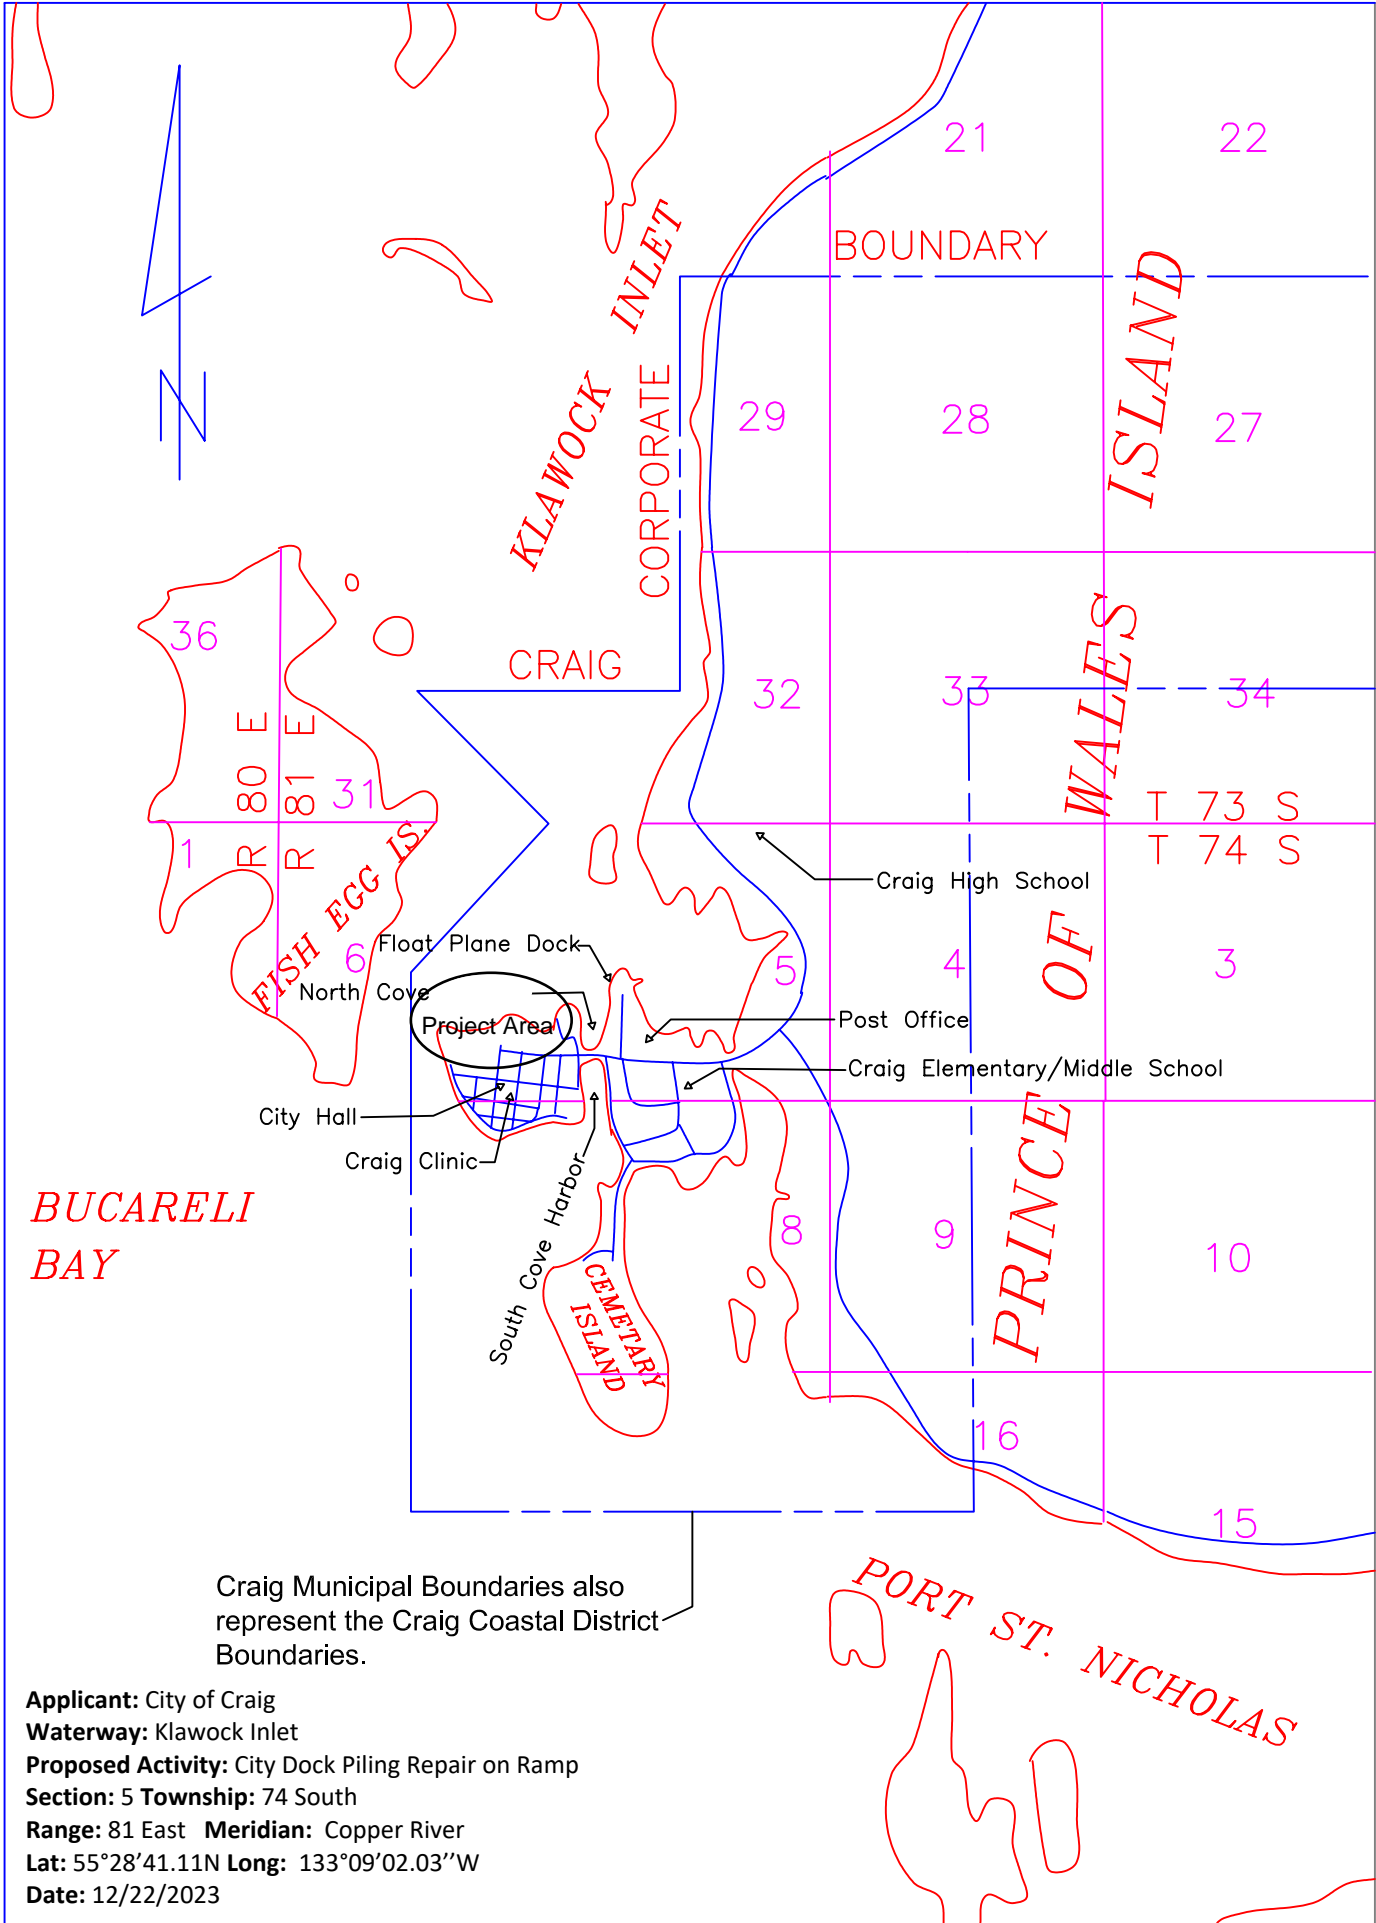 21
22
BOUNDARY
KLAWOCK INLET
CORPORATE
ISLAND
N
29
28
27
36
CRAIG
32
33
34
WALES
R 80 E
R 81 E
31
T 73 S
T 74 S
1
FISH EGG IS.
6
Craig High School
Float Plane Dock
5
4
OF
3
North Cove
Project Area
Post Office
Craig Elementary/Middle School
City Hall
Craig Clinic
South Cove Harbor
PRINCE
BUCARELI
BAY
8
9
10
CEMETARY
ISLAND
16
15
Craig Municipal Boundaries also
represent the Craig Coastal District
Boundaries.
PORT ST. NICHOLAS
Applicant: City of Craig
Waterway: Klawock Inlet
Proposed Activity: City Dock Piling Repair on Ramp
Section: 5 Township: 74 South
Range: 81 East Meridian: Copper River
Lat: 55°28’41.11N Long: 133°09’02.03’’W
Date: 12/22/2023